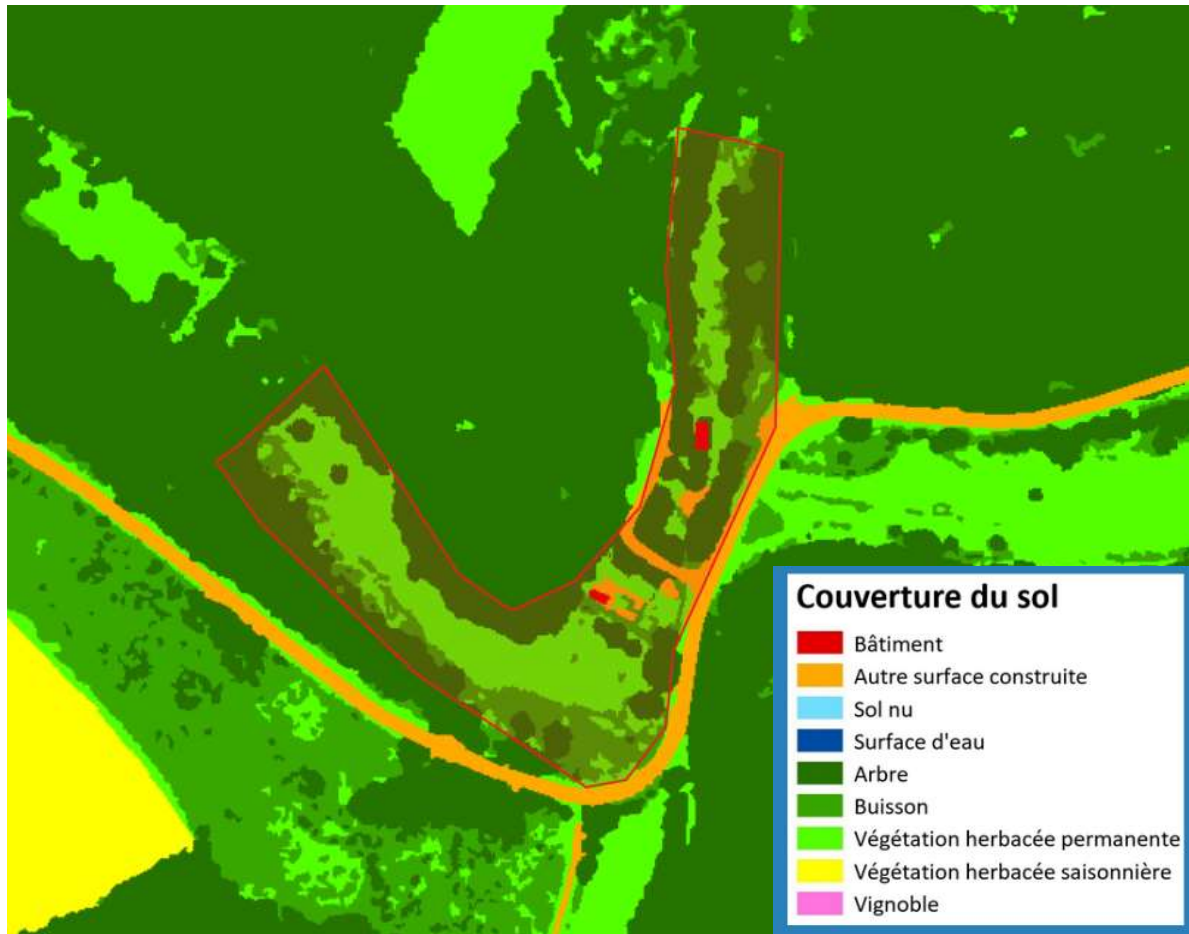 Couverture du sol
Bâtiment
Autre surface construite
Sol nu
Surface d'eau
Arbre
Buisson
Végétation herbacée permanente
Végétation herbacée saisonnière
Vignoble